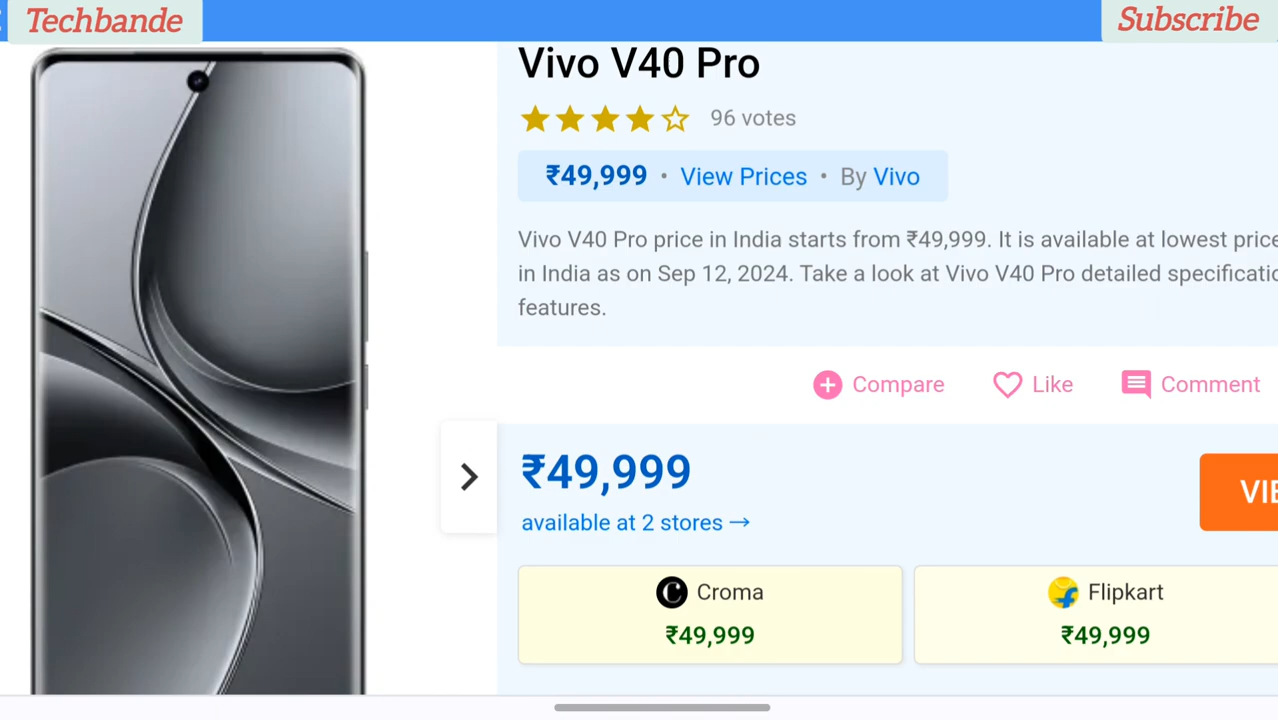 Techbande
Subscribe
Vivo V40 Pro
96 votes
₹49,999 • View Prices • By Vivo
Vivo V40 Pro price in India starts from ₹49,999. It is available at lowest price
in India as on Sep 12, 2024. Take a look at Vivo V40 Pro detailed
features.
Compare
Like
Comment
₹49,999
available at 2 stores →
Croma
₹49,999
Flipkart
₹49,999